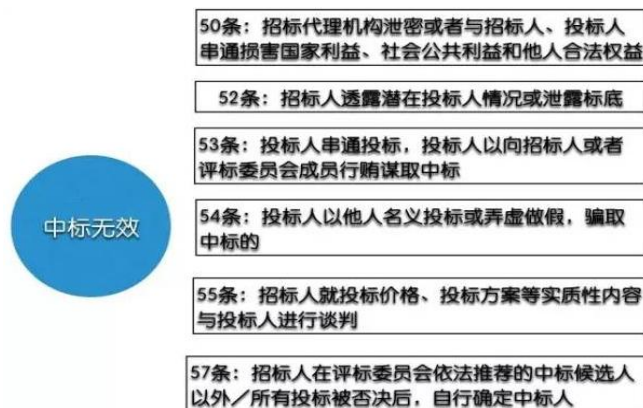 50条：招标代理机构泄密或者与招标人、投标人
串通损害国家利益、社会公共利益和他人合法权益
52条：招标人透露潜在投标人情况或泄露标底
53条：投标人串通投标，投标人以向招标人或者
评标委员会成员行贿谋取中标
中标无效
54条：投标人以他人名义投标或弄虚做假，骗取
中标的
55条：招标人就投标价格、投标方案等实质性内容
与投标人进行谈判
57条：招标人在评标委员会依法推荐的中标候选人
以外／所有投标被否决后，自行确定中标人